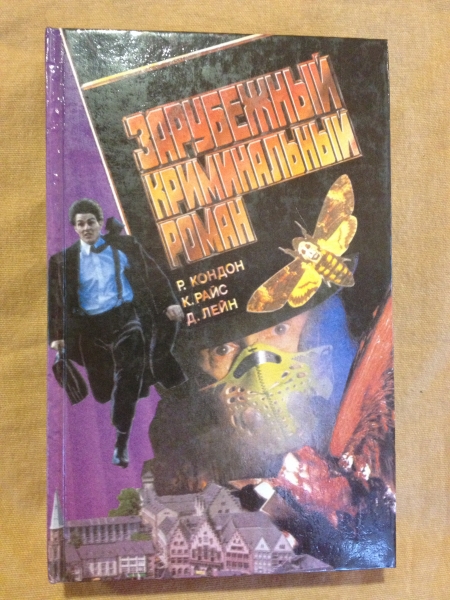 ЗАРУБЕЖНЫЙ
КРИМИНАЛЬНЫЙ
РОМАН
Р. КОНДОН
К. РАЙС
Д. ЛЕЙН